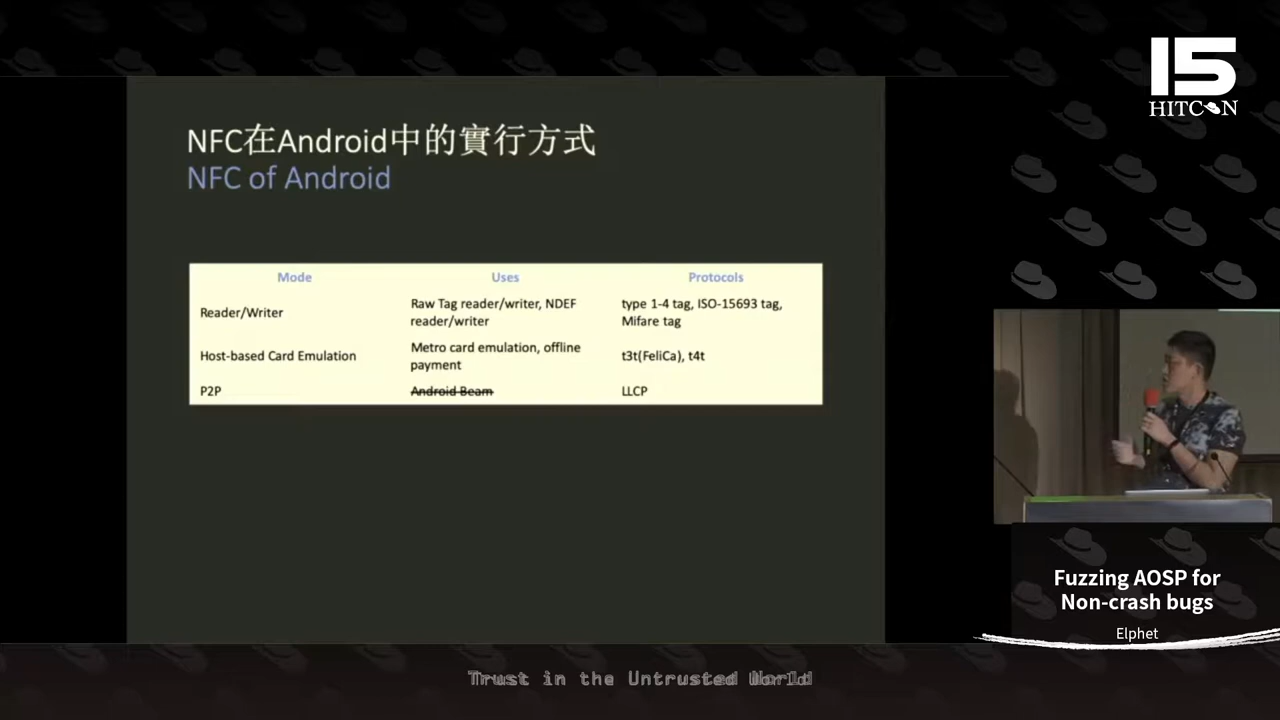 15
HITCON
NFC在Android中的實行方式
NFC of Android
Mode Uses Protocols
Reader/Writer
Raw Tag reader/writer, NDEF
reader/writer
type 1-4 tag, ISO-15693 tag,
Mifare tag
Host-based Card Emulation
Metro card emulation, offline
payment
t3t(FeliCa), t4t
P2P Android Beam LLCP
Fuzzing AOSP for
Non-crash bugs
Elphet
Trust in the Untrusted World